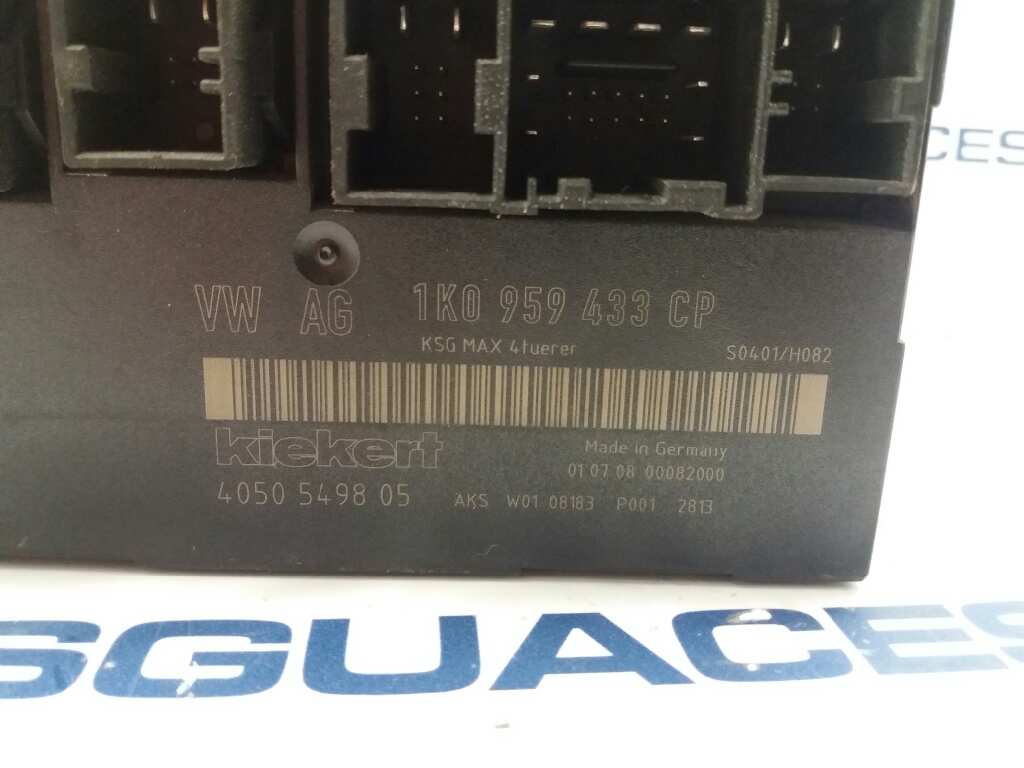 CES
VW AG 1K0 959 433 CP
KSG MAX 4tuerer S0401/H082
kiekert
Made in Germany
01 07 08 00082000
4050 5498 05 AKS W01 08183 P001 2813
SGUACES